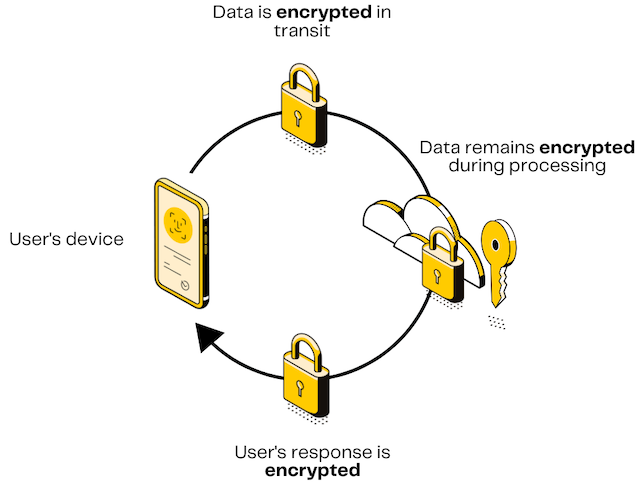 Data is encrypted in
transit
Data remains encrypted
during processing
User's device
User's response is
encrypted